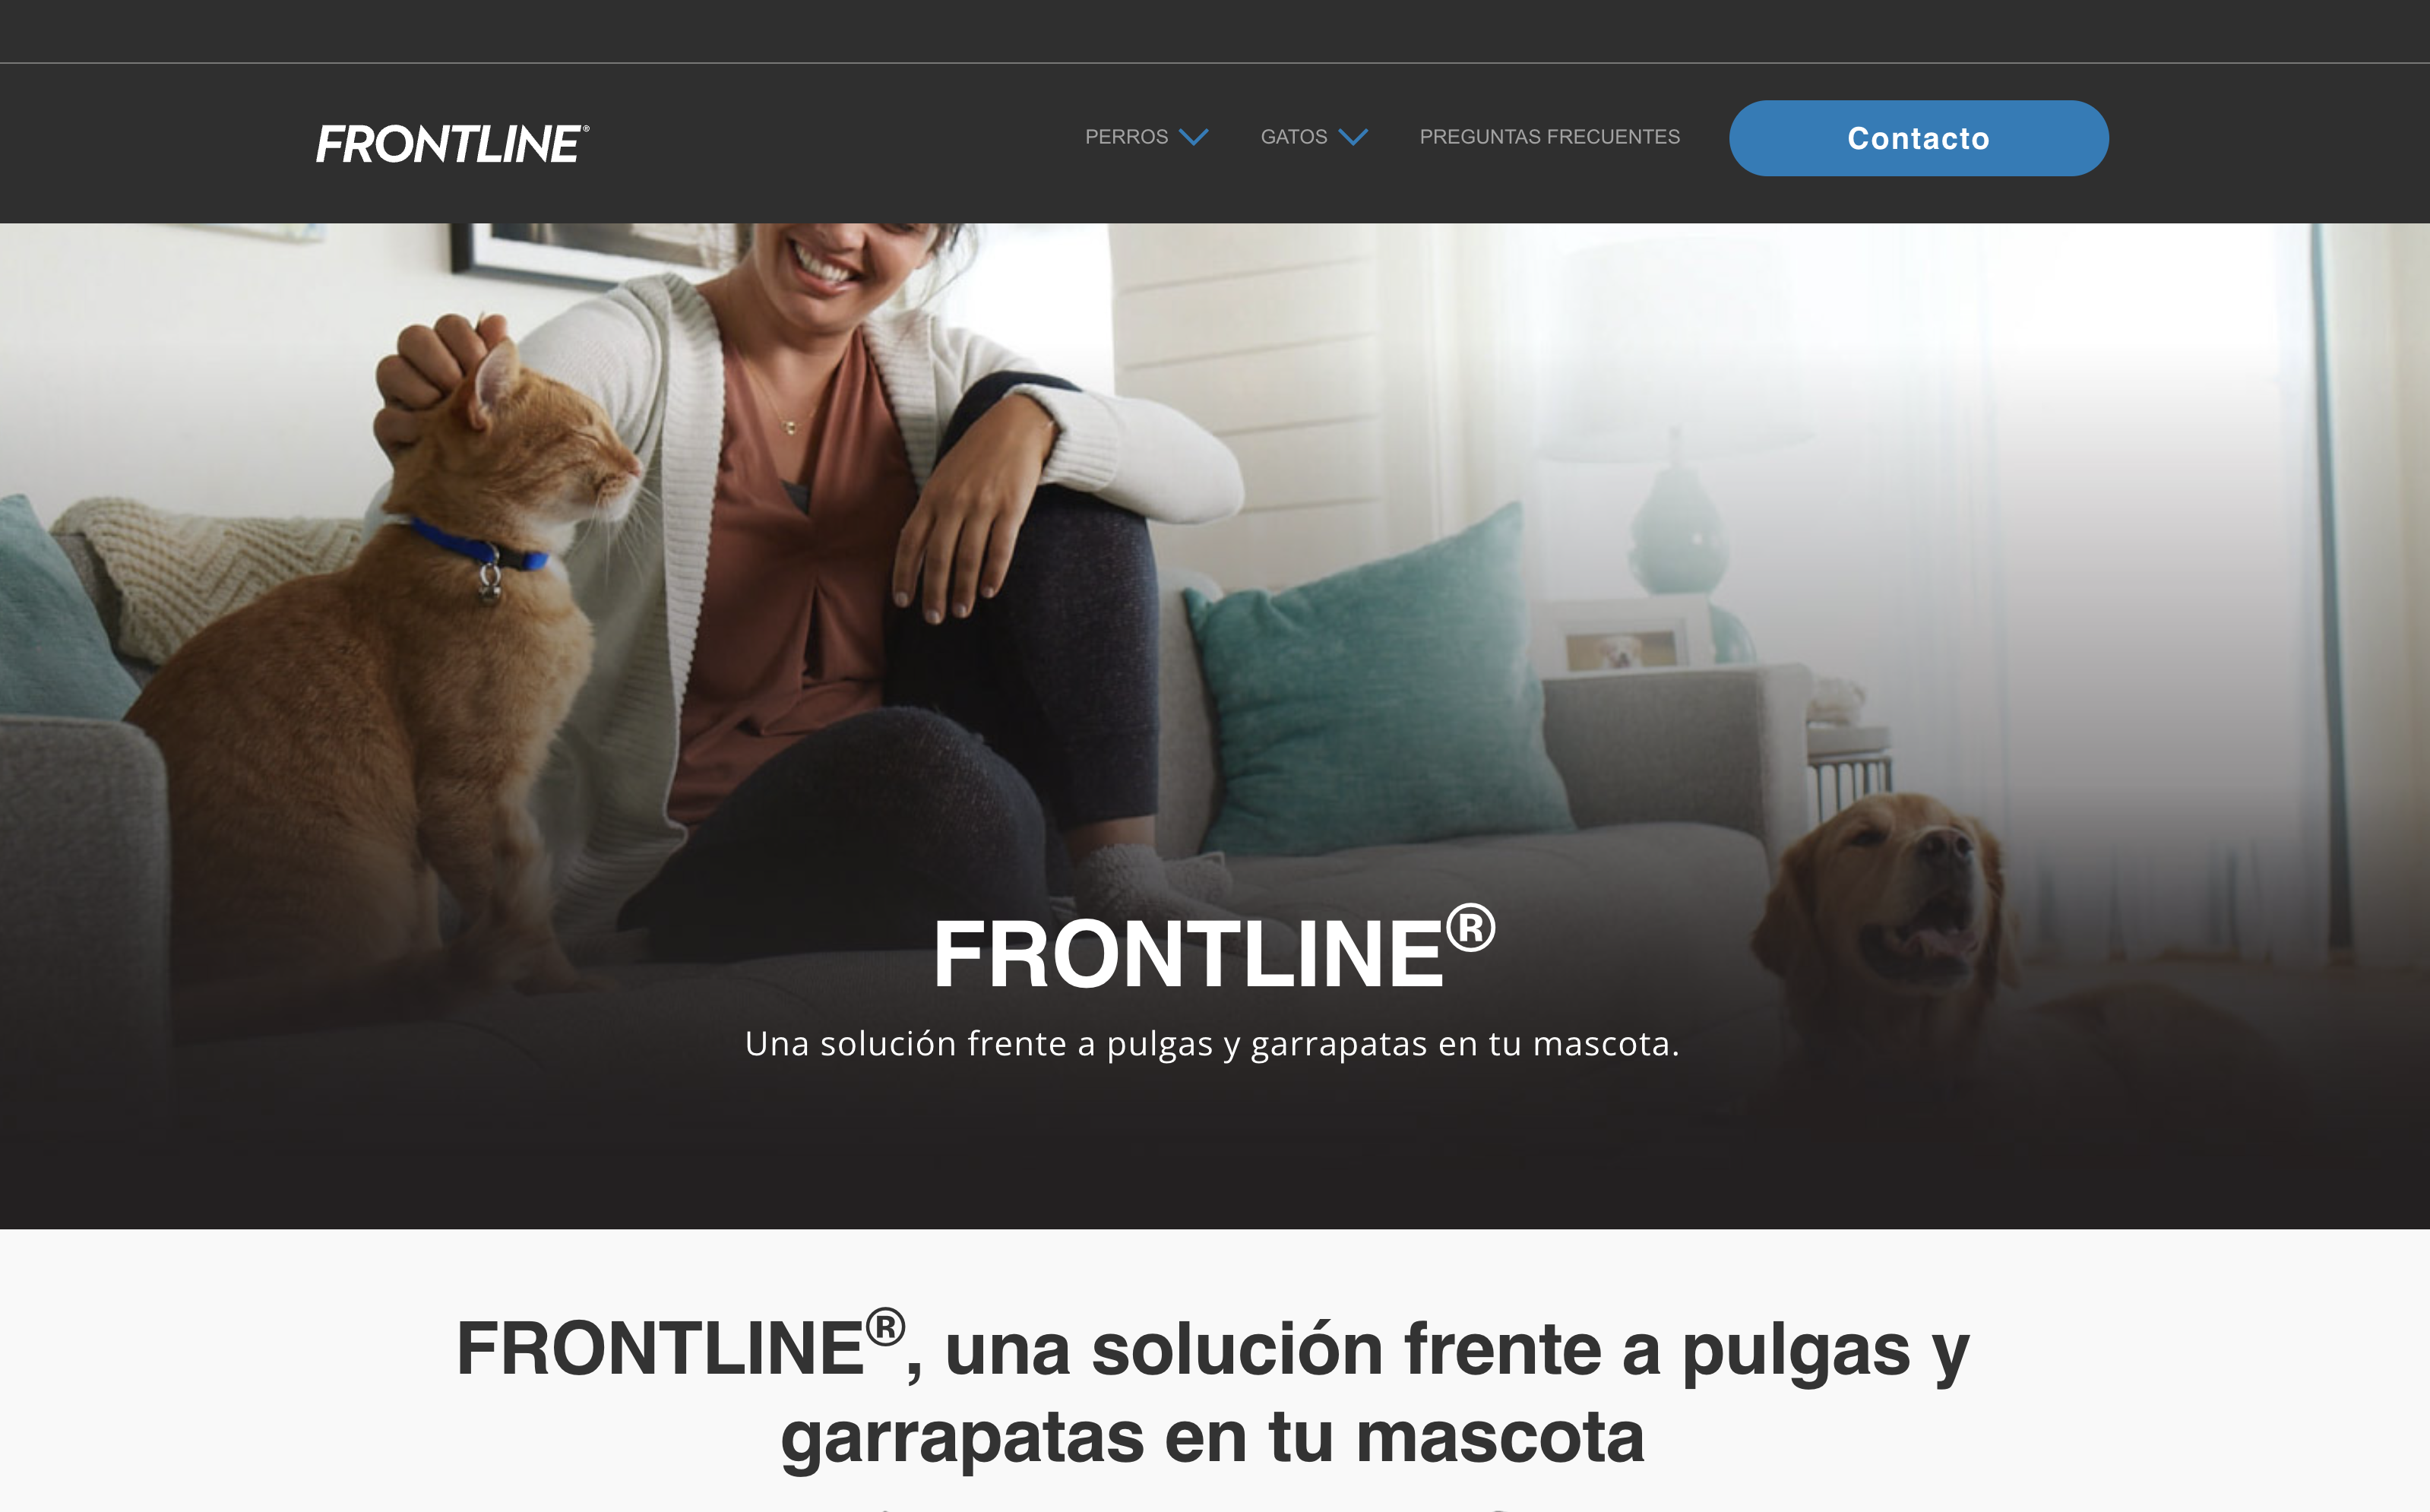 FRONTLINE®
PERROS
GATOS
PREGUNTAS FRECUENTES
Contacto
FRONTLINE®
Una solución frente a pulgas y garrapatas en tu mascota.
FRONTLINE®, una solución frente a pulgas y
garrapatas en tu mascota